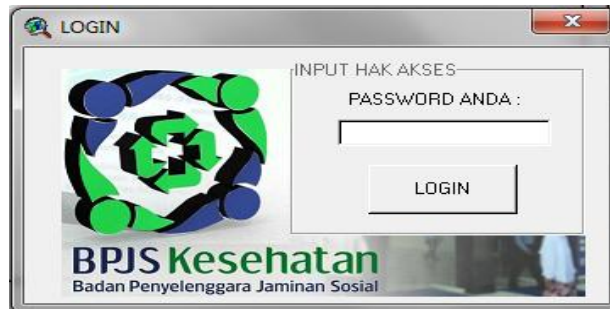 LOGIN
INPUT HAK AKSES
PASSWORD ANDA :
LOGIN
BPJS Kesehatan
Badan Penyelenggara Jaminan Sosial